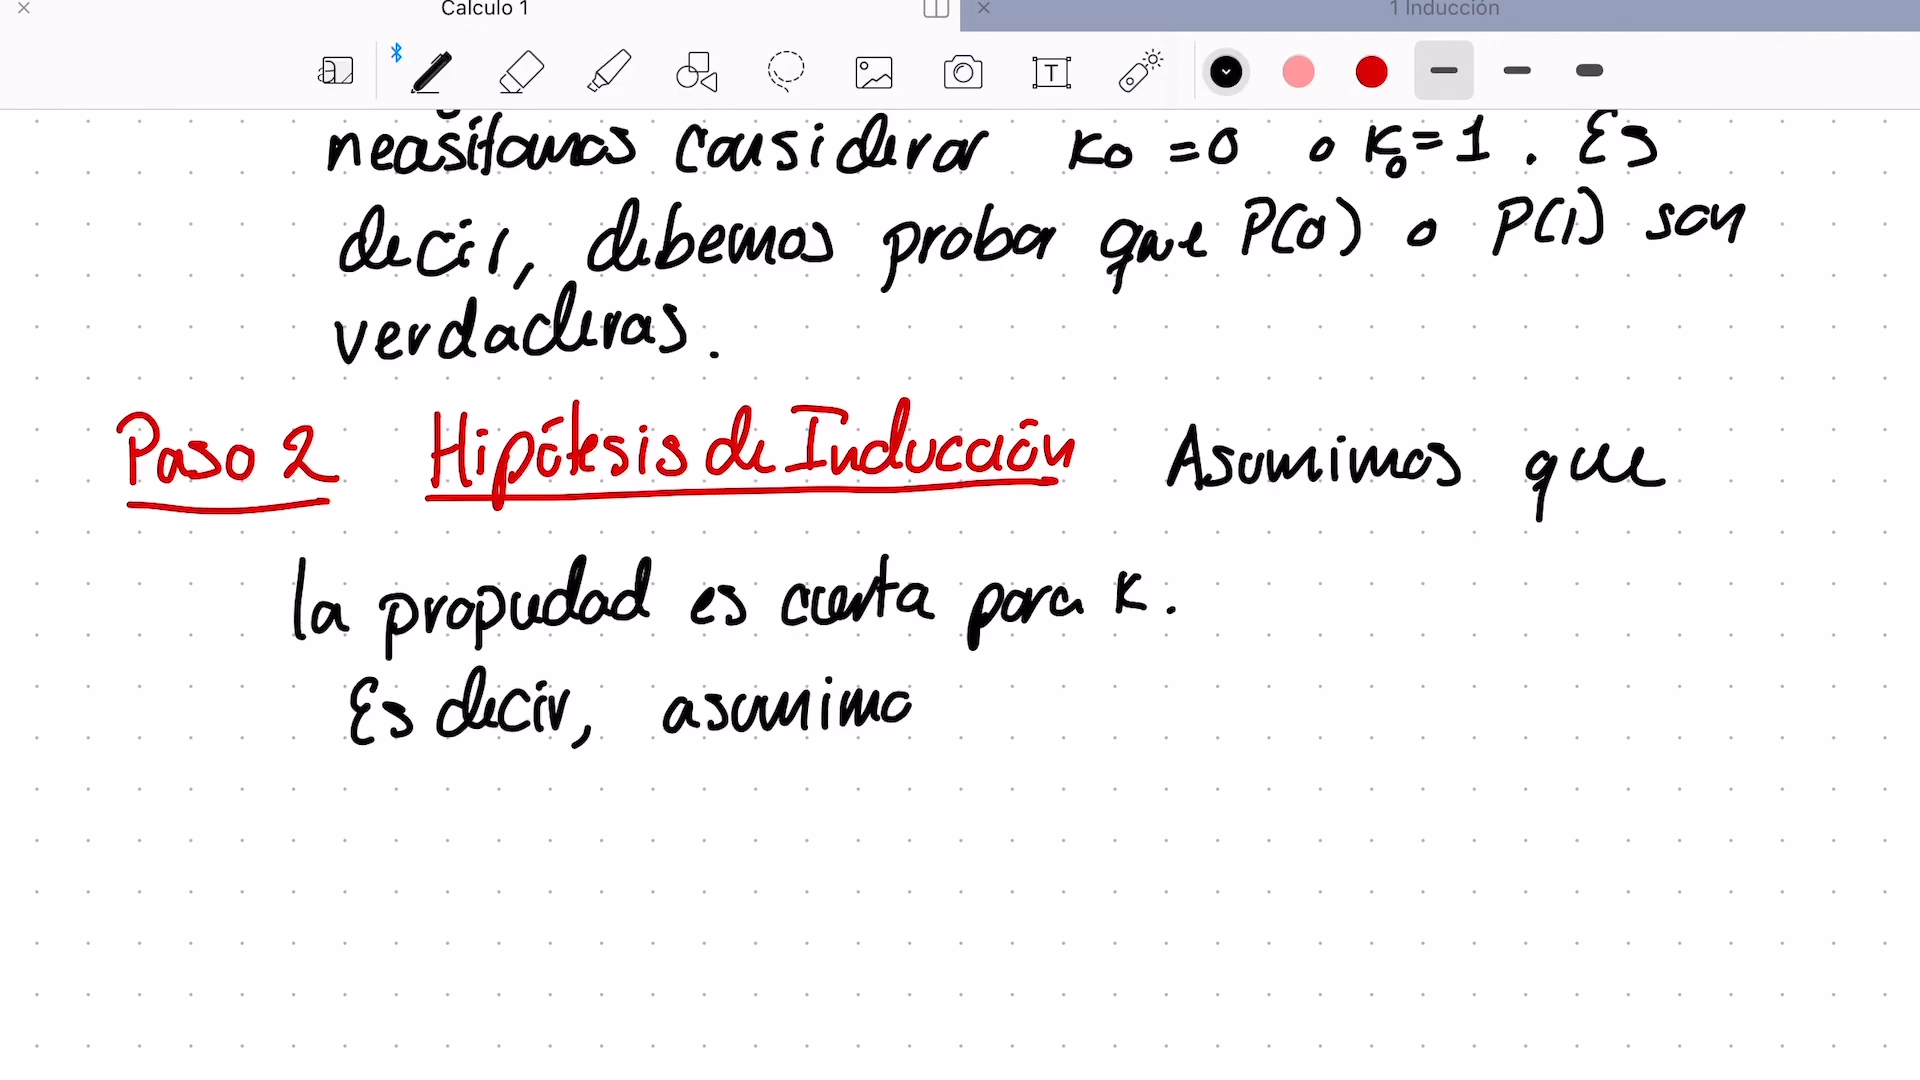 Calculo 1
1 Inducción
necesitamos considerar K0 = 0 o K0 = 1. Es
decir, debemos probar que P(0) o P(1) son
verdaderas.
Paso 2 Hipótesis de Inducción Asumimos que
la propiedad es cierta para K.
Es decir, asumimo